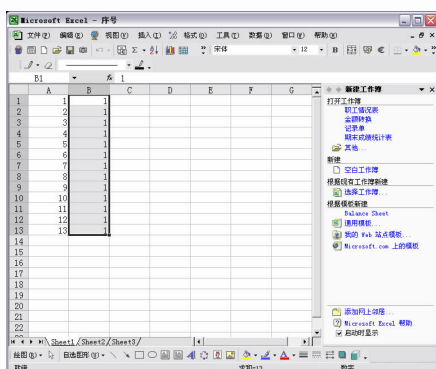 Microsoft Excel - 序号
文件(F) 编辑(E) 视图(V) 插入(I) 格式(O) 工具(T) 数据(D) 窗口(W) 帮助(H)
宋体 12 B
B1 fx 1
A B C D E F G
1 1 1
2 2 1
3 3 1
4 4 1
5 5 1
6 6 1
7 7 1
8 8 1
9 9 1
10 10 1
11 11 1
12 12 1
13 13 1
14
15
16
17
18
19
20
21
22
新建工作簿
打开工作簿
职工情况表
金额转换
记录单
期末成绩统计表
其他...
新建
空白工作簿
根据现有工作簿新建
选择工作簿...
根据模板新建
Balance Sheet
通用模板...
我的 Web 站点模板...
Microsoft.com 上的模板
添加网上邻居...
Microsoft Excel 帮助
启动时显示
Sheet1 Sheet2 Sheet3
绘图(R) 自选图形(U)
就绪 求和=13 数字